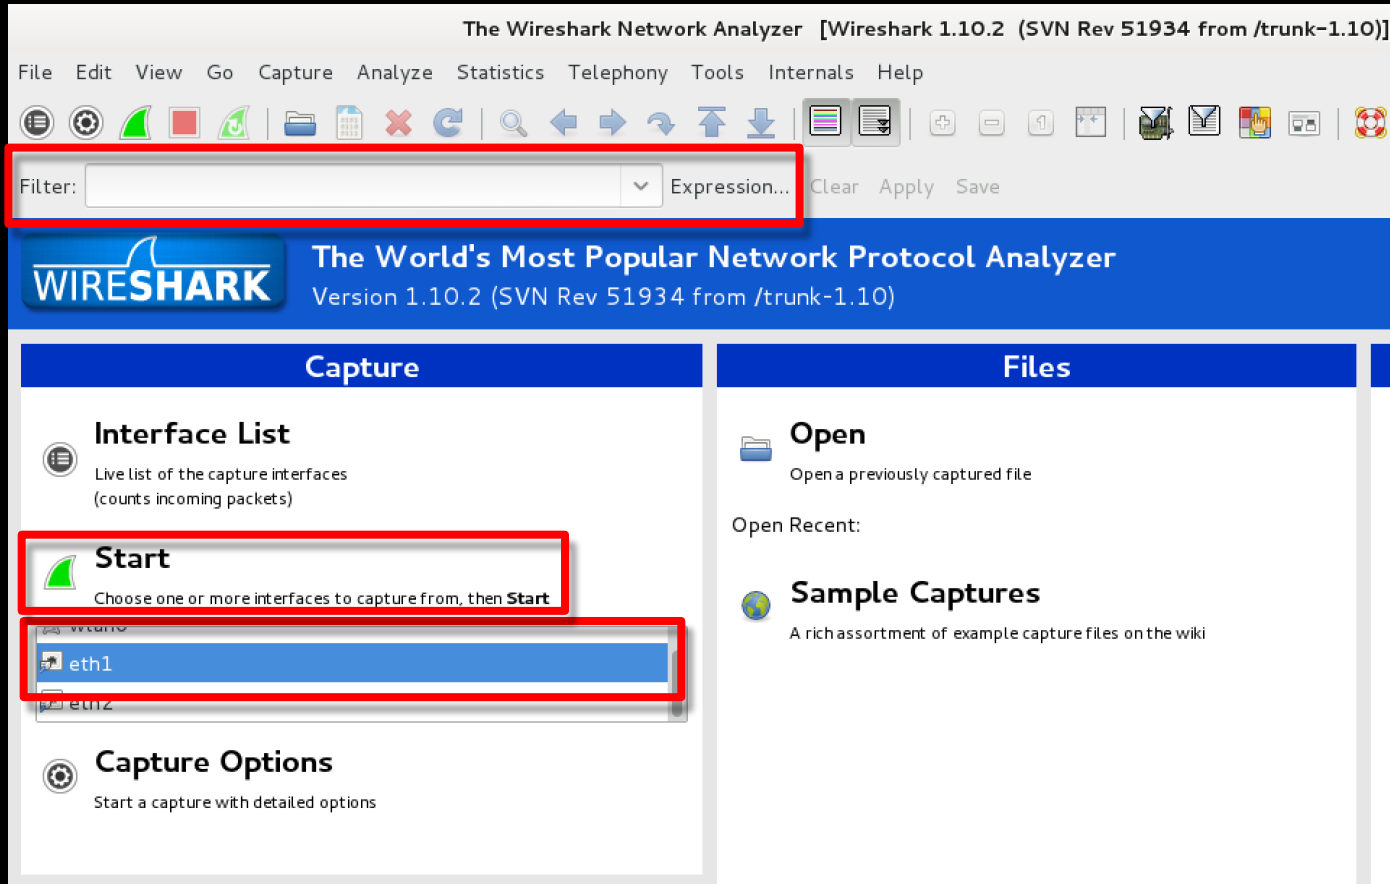 The Wireshark Network Analyzer [Wireshark 1.10.2 (SVN Rev 51934 from /trunk-1.10)]
File Edit View Go Capture Analyze Statistics Telephony Tools Internals Help
Filter: Expression... Clear Apply Save
WIRESHARK
The World's Most Popular Network Protocol Analyzer
Version 1.10.2 (SVN Rev 51934 from /trunk-1.10)
Capture
Interface List
Live list of the capture interfaces
(counts incoming packets)
Start
Choose one or more interfaces to capture from, then Start
wlan0
eth1
eth2
Capture Options
Start a capture with detailed options
Files
Open
Open a previously captured file
Open Recent:
Sample Captures
A rich assortment of example capture files on the wiki